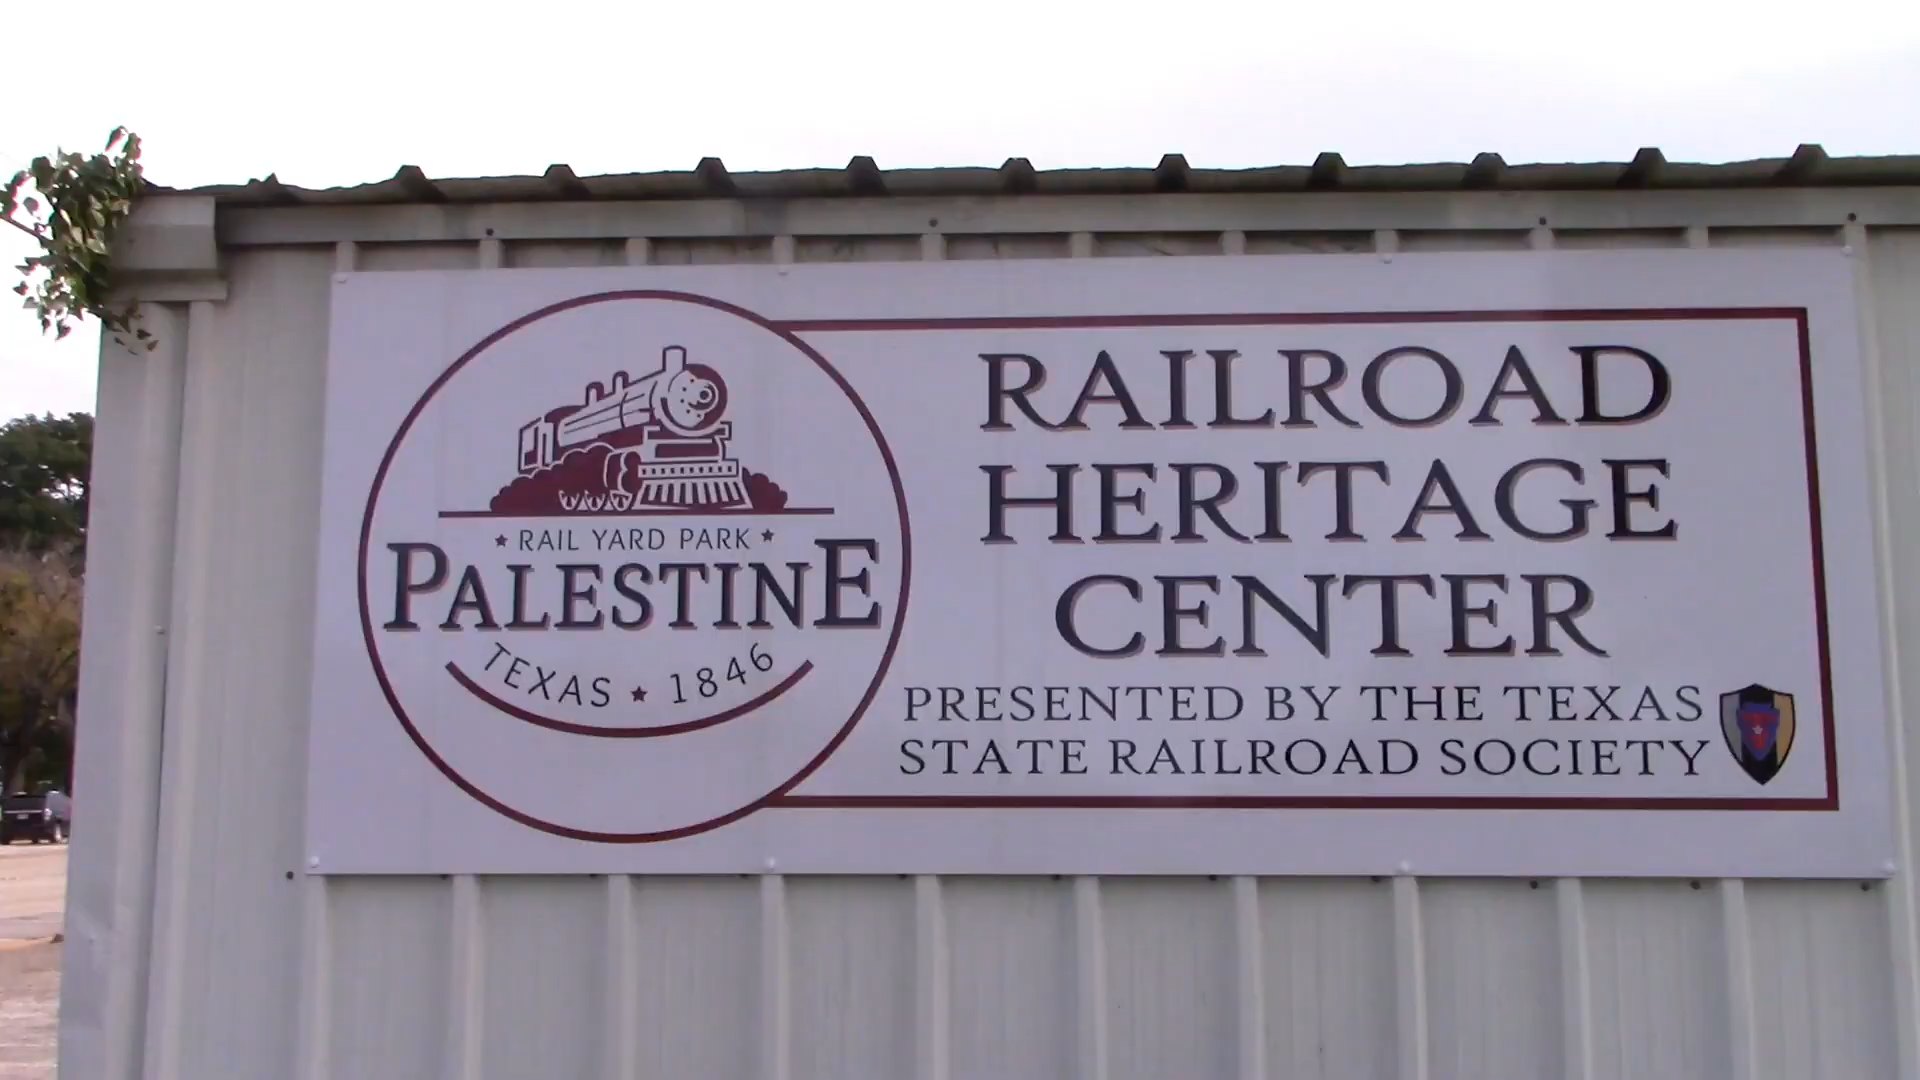 ★ RAIL YARD PARK ★
PALESTINE
TEXAS ★ 1846
RAILROAD
HERITAGE
CENTER
PRESENTED BY THE TEXAS
STATE RAILROAD SOCIETY